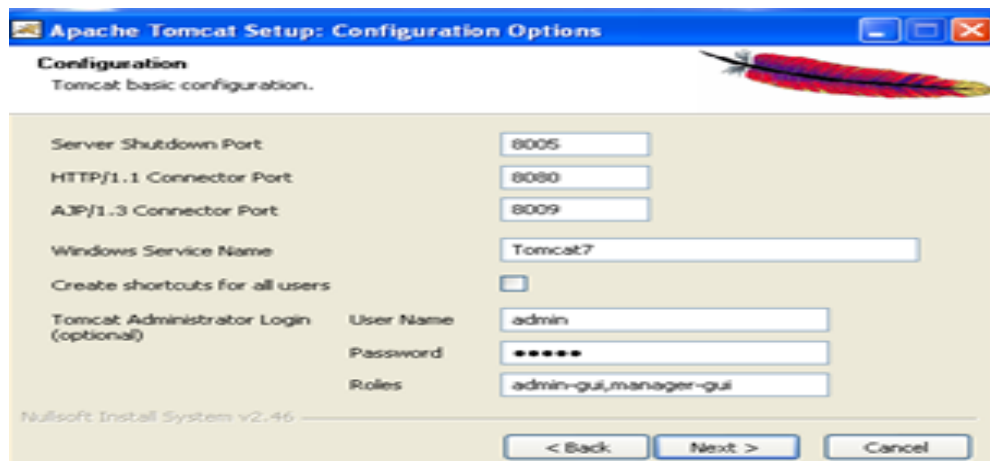 Apache Tomcat Setup: Configuration Options
Configuration
Tomcat basic configuration.
Server Shutdown Port 8005
HTTP/1.1 Connector Port 8080
AJP/1.3 Connector Port 8009
Windows Service Name Tomcat7
Create shortcuts for all users
Tomcat Administrator Login (optional) User Name admin
Password •••••
Roles admin-gui,manager-gui
Nullsoft Install System v2.46
< Back Next > Cancel